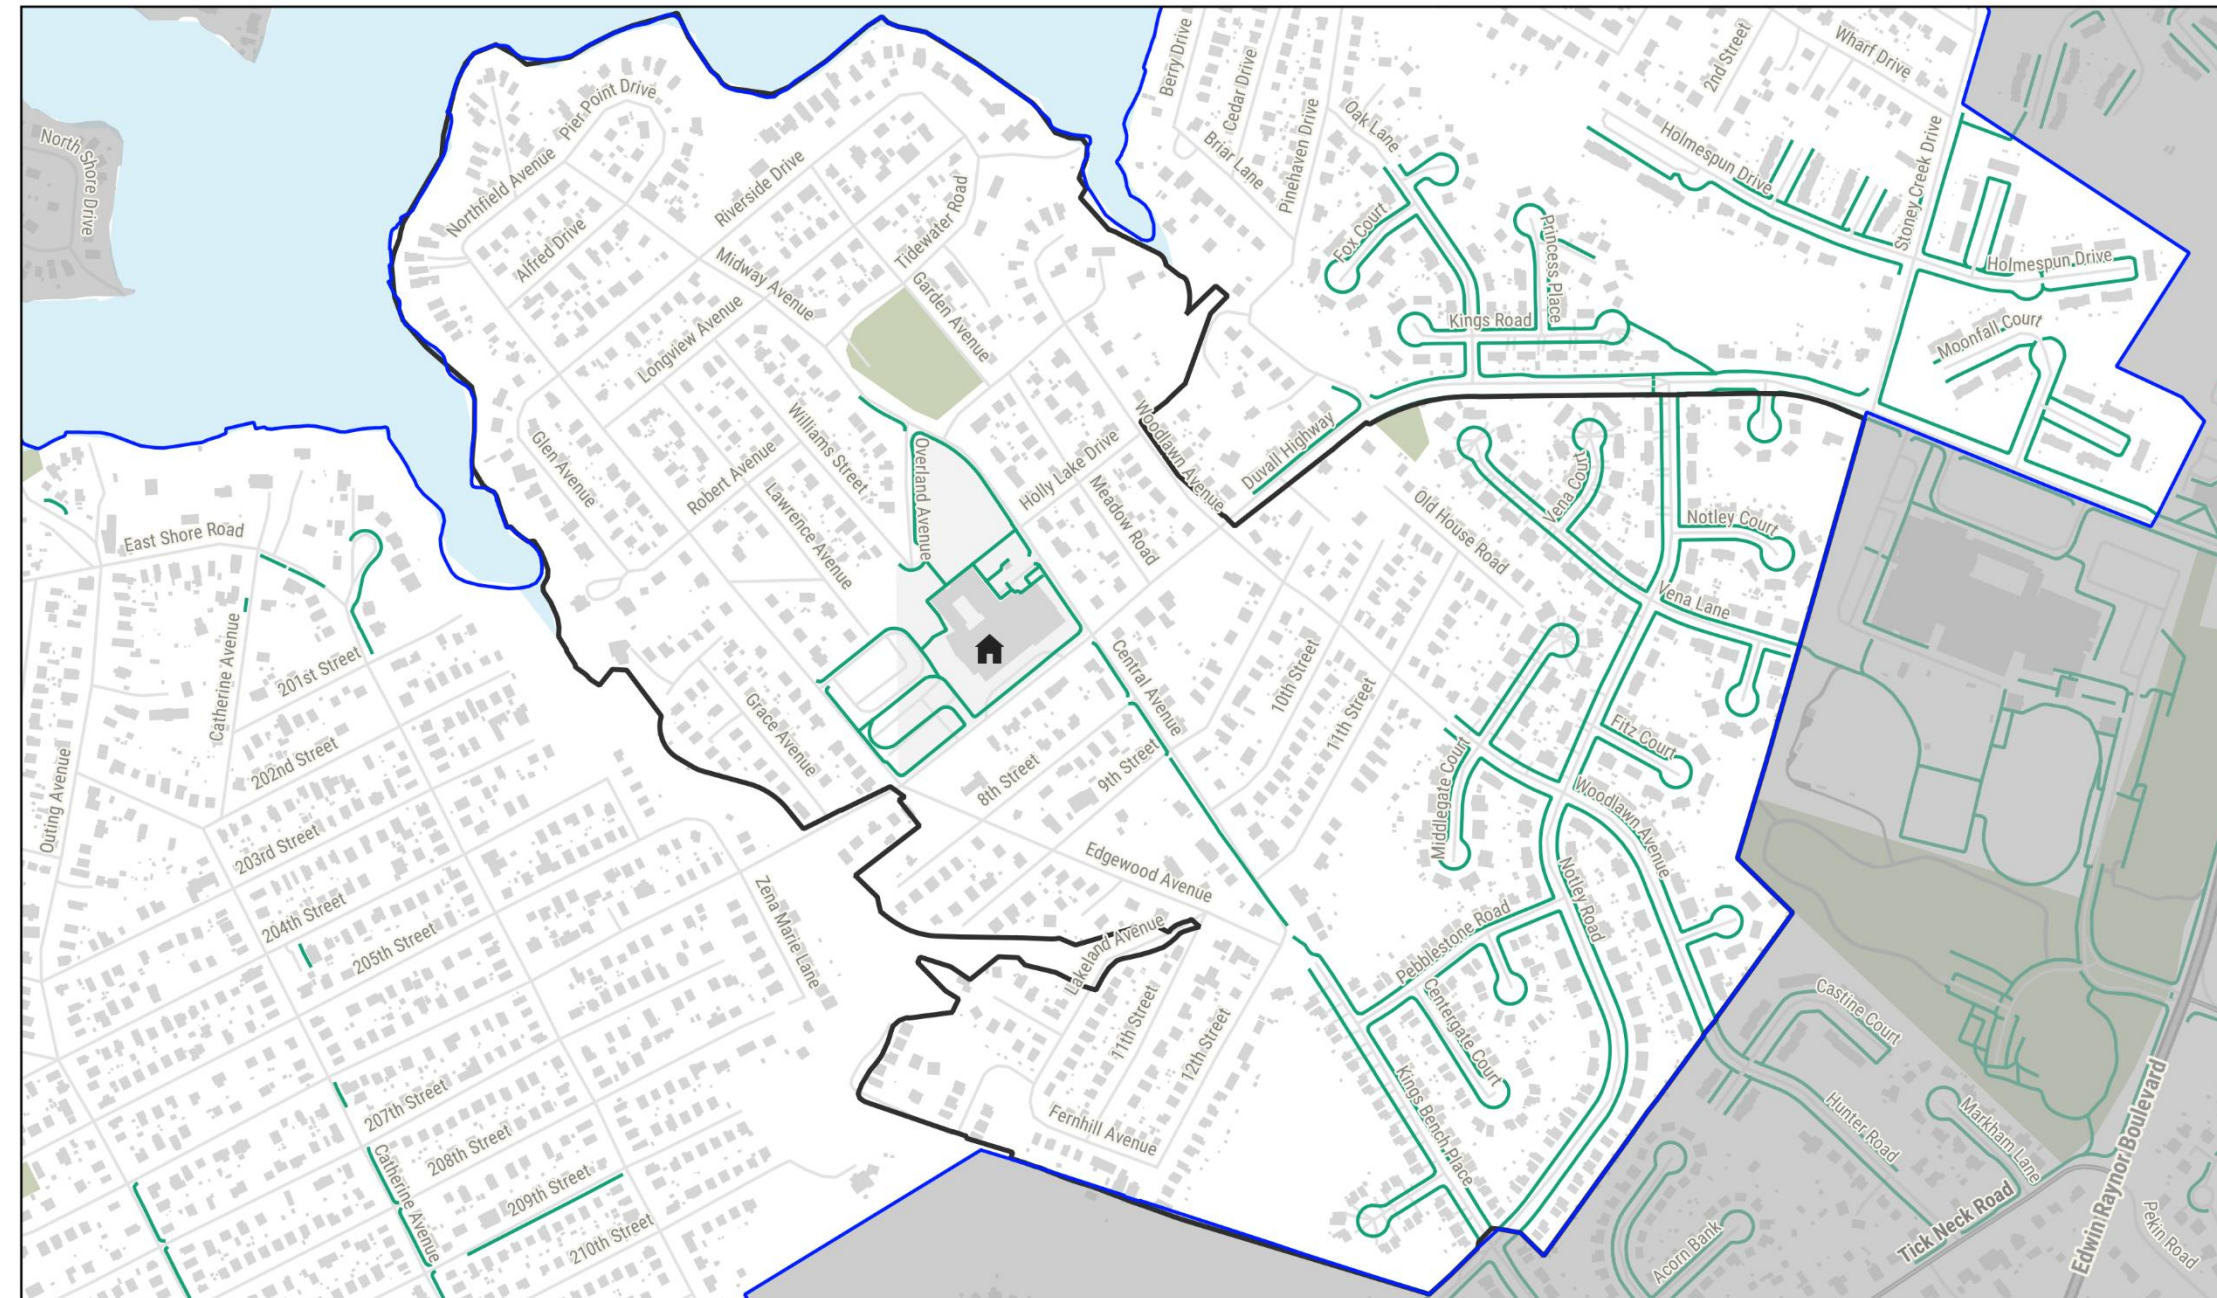 North Shore Drive
Pier Point Drive
Northfield Avenue
Alfred Drive
Riverside Drive
Tidewater Road
Midway Avenue
Garden Avenue
Longview Avenue
Berry Drive
Cedar Drive
Briar Lane
Pinehaven Drive
Oak Lane
Fox Court
Princess Place
Kings Road
2nd Street
Wharf Drive
Holmespun Drive
Stoney Creek Drive
Holmespun Drive
Moonfall Court
Glen Avenue
Robert Avenue
Williams Street
Lawrence Avenue
Overland Avenue
Holly Lake Drive
Meadow Road
Woodlawn Avenue
Duvall Highway
Old House Road
Vena Court
Notley Court
Vena Lane
East Shore Road
Catherine Avenue
201st Street
202nd Street
203rd Street
204th Street
205th Street
Outing Avenue
Grace Avenue
Central Avenue
8th Street
9th Street
10th Street
11th Street
Middlegate Court
Fitz Court
Woodlawn Avenue
Notley Road
Edgewood Avenue
Zena Marie Lane
Lakeland Avenue
11th Street
12th Street
Fernhill Avenue
Pebblestone Road
Centergate Court
Kings Bench Place
207th Street
208th Street
209th Street
210th Street
Catherine Avenue
Castine Court
Hunter Road
Markham Lane
Tick Neck Road
Acorn Bank
Edwin Raynor Boulevard
Pekin Road